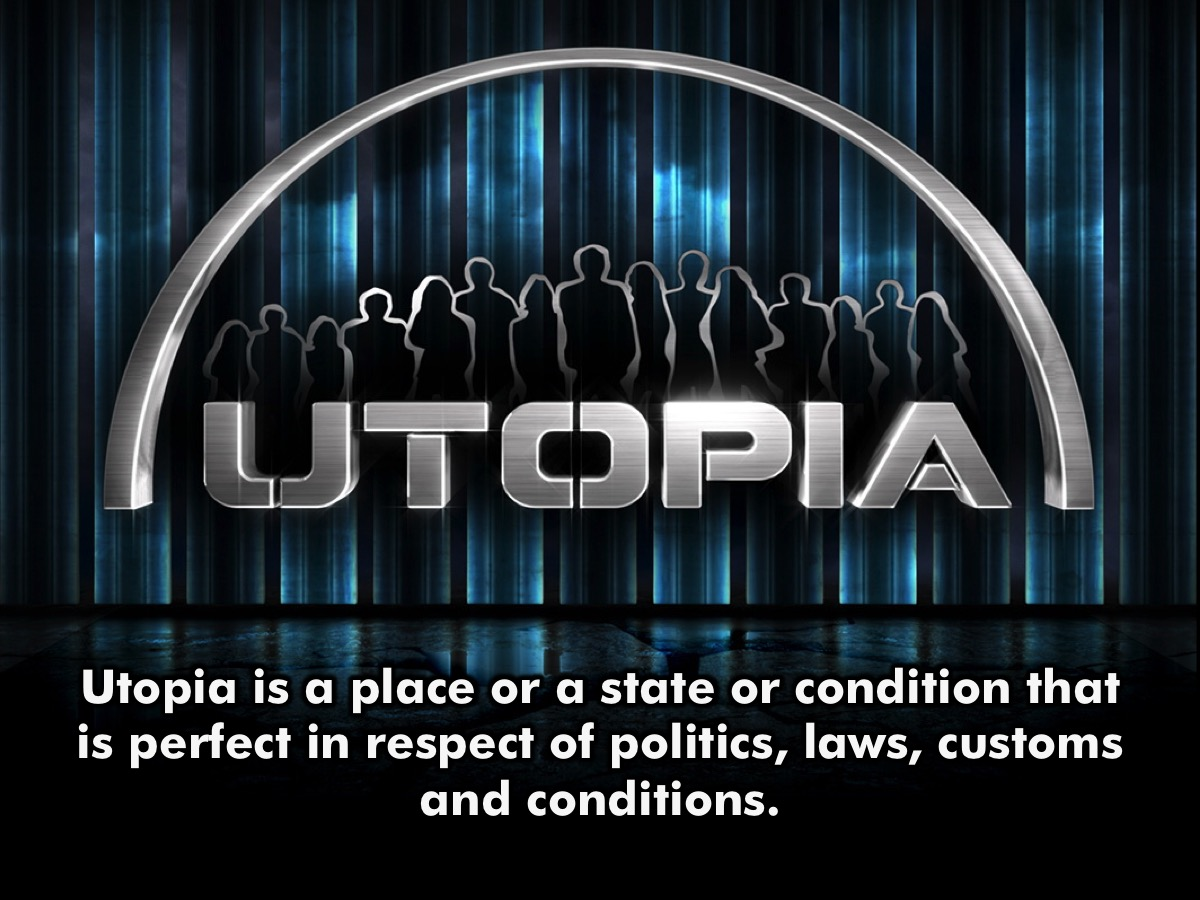 UTOPIA
Utopia is a place or a state or condition that
is perfect in respect of politics, laws, customs
and conditions.